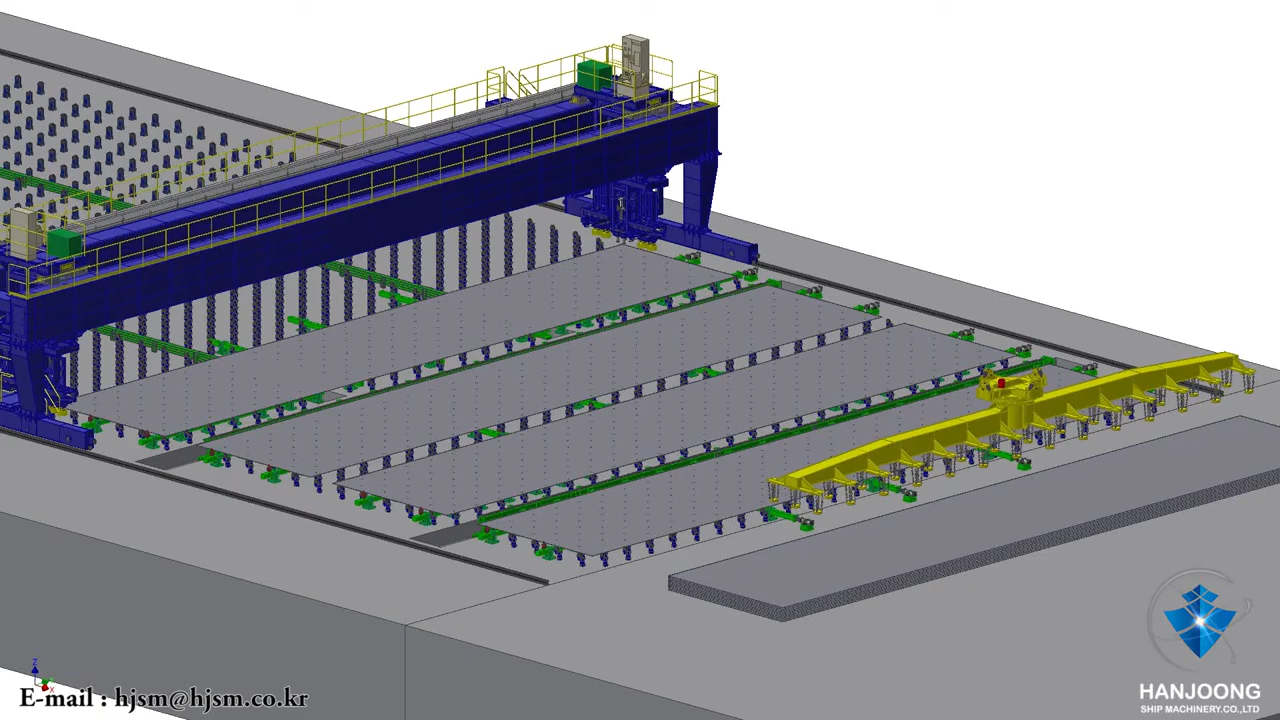 Z
X
E-mail : hjsm@hjsm.co.kr
HANJOONG
SHIP MACHINERY.CO.,LTD